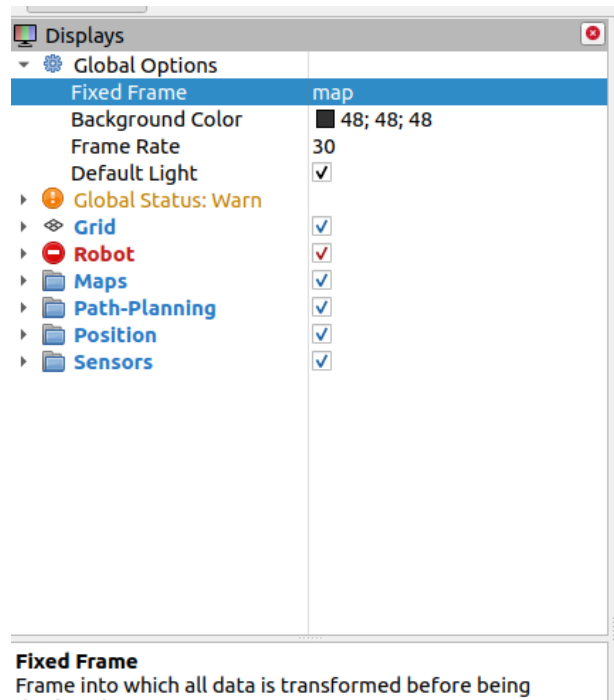 Displays
Global Options
Fixed Frame map
Background Color 48; 48; 48
Frame Rate 30
Default Light
Global Status: Warn
Grid
Robot
Maps
Path-Planning
Position
Sensors
Fixed Frame
Frame into which all data is transformed before being